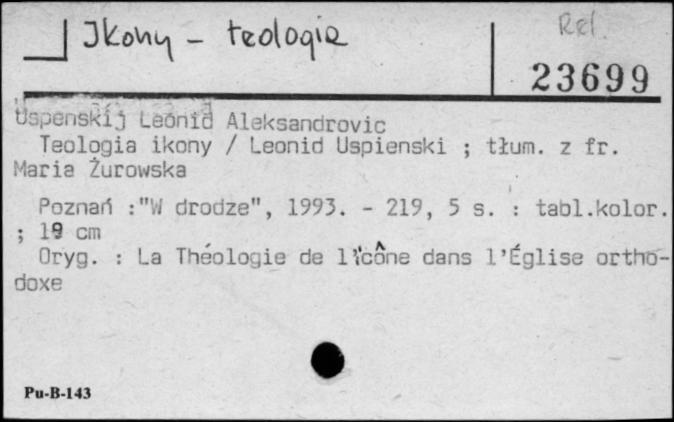 Ikony - teologia
Rel.
23699
Uspenskij Leonid Aleksandrovic
Teologia ikony / Leonid Uspienski ; tłum. z fr.
Maria Żurowska
Poznań :"W drodze", 1993. - 219, 5 s. : tabl.kolor.
; 19 cm
Oryg. : La Théologie de l'icône dans l'Église ortho-
doxe
Pu-B-143